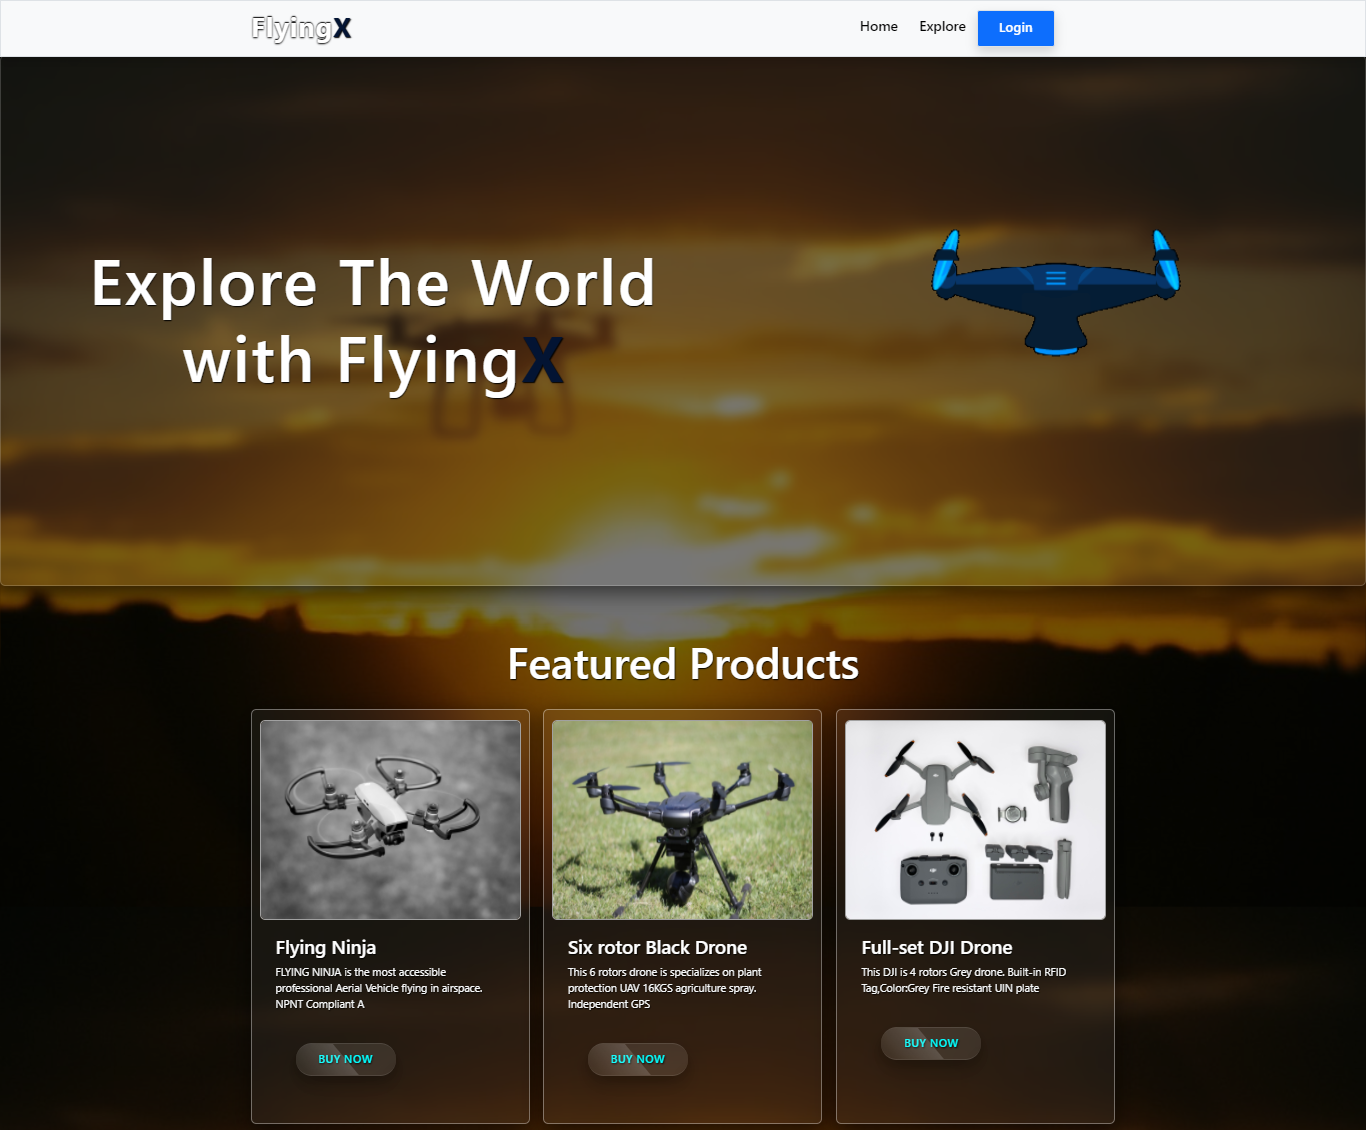 FlyingX
Home Explore Login
Explore The World
with FlyingX
Featured Products
Flying Ninja
FLYING NINJA is the most accessible
professional Aerial Vehicle flying in airspace.
NPNT Compliant A
BUY NOW
Six rotor Black Drone
This 6 rotors drone is specializes on plant
protection UAV 16KGS agriculture spray.
Independent GPS
BUY NOW
Full-set DJI Drone
This DJI is 4 rotors Grey drone. Built-in RFID
Tag,Color:Grey Fire resistant UIN plate
BUY NOW